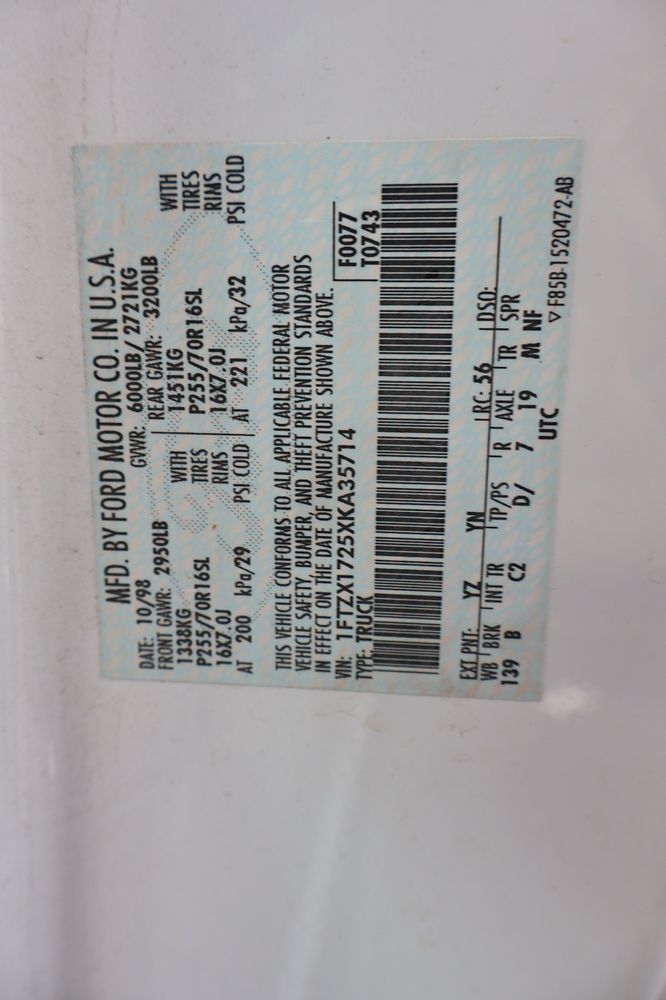 MFD. BY FORD MOTOR CO. IN U.S.A.
DATE: 10/98 GVWR: 6000LB/ 2721KG
FRONT GAWR: 2950LB REAR GAWR: 3200LB
1338KG WITH 1451KG WITH
P255/70R16SL TIRES P255/70R16SL TIRES
16X7.0J RIMS 16X7.0J RIMS
AT 200 kPa/29 PSI COLD AT 221 kPa/32 PSI COLD
THIS VEHICLE CONFORMS TO ALL APPLICABLE FEDERAL MOTOR
VEHICLE SAFETY, BUMPER, AND THEFT PREVENTION STANDARDS
IN EFFECT ON THE DATE OF MANUFACTURE SHOWN ABOVE.
VIN: 1FTZX1725XKA35714 F0077
TYPE: TRUCK T0743
EXT PNT: YZ YN RC: 56 DSO:
WB BRK INT TR TP/PS R AXLE TR SPR
139 B C2 D/ 7 19 M NF
UTC
▽ F85B-1520472-AB